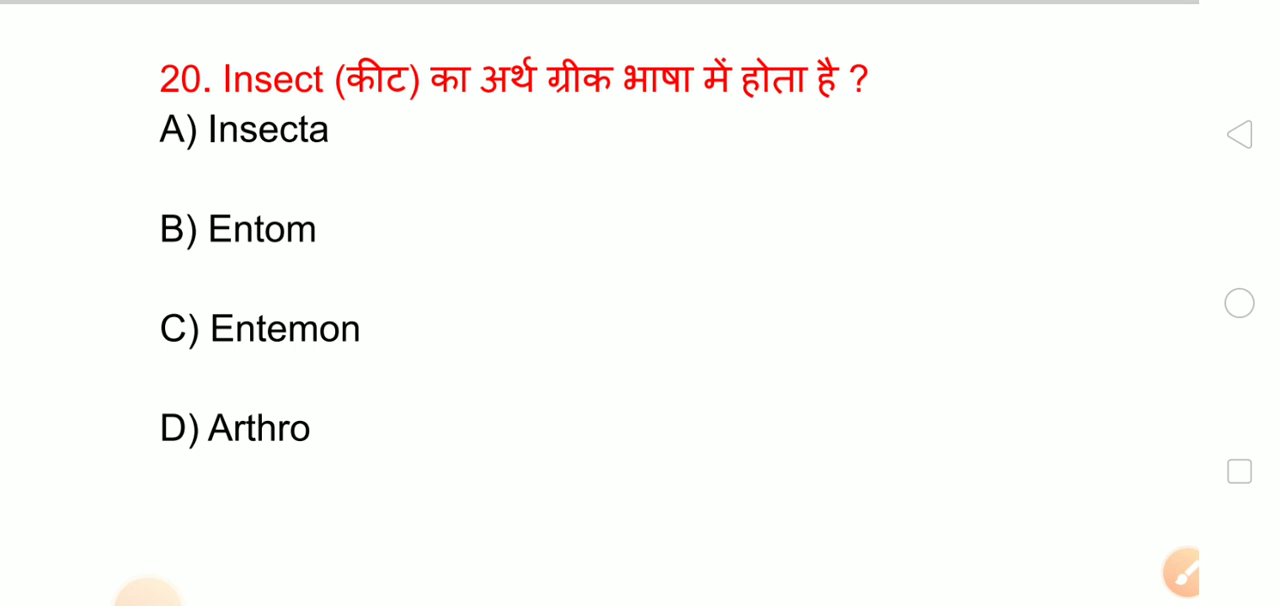 20. Insect (कीट) का अर्थ ग्रीक भाषा में होता है ?
A) Insecta
B) Entom
C) Entemon
D) Arthro